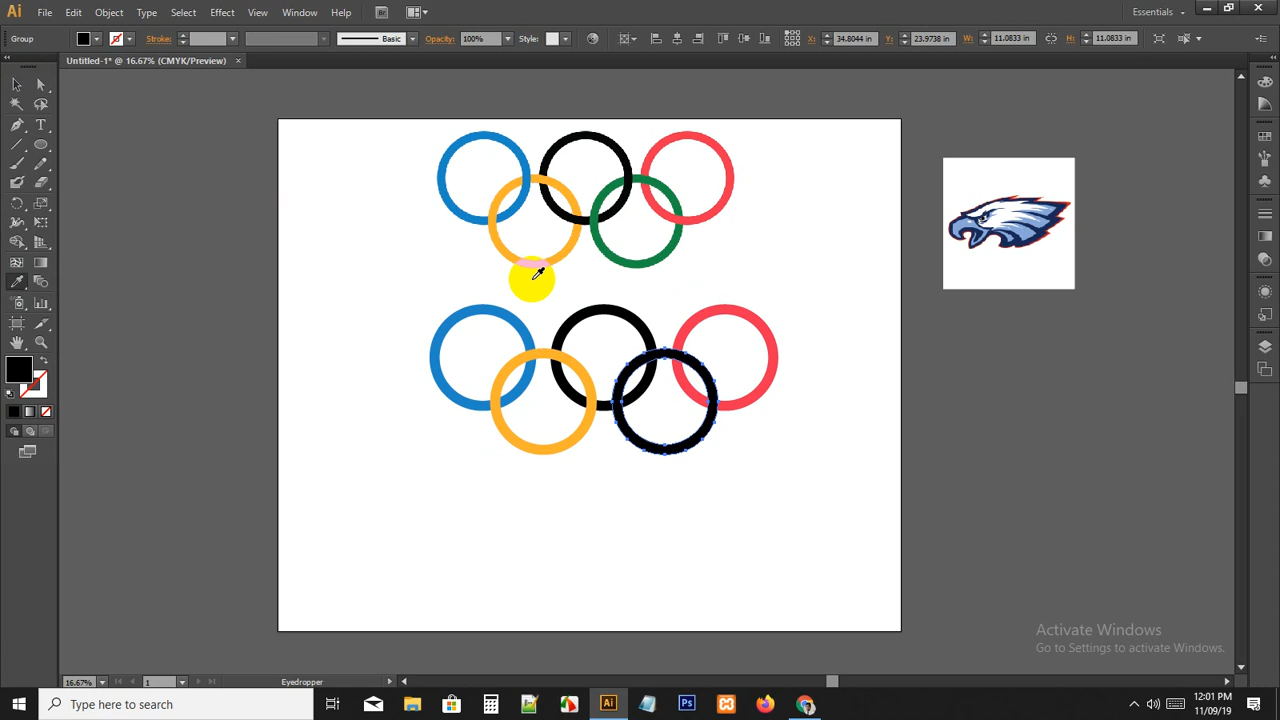 Ai File Edit Object Type Select Effect View Window Help Br Essentials
Group Stroke: Basic Opacity: 100% Style: X: 34.8044 in Y: 23.9738 in W: 11.0833 in H: 11.0833 in
Untitled-1* @ 16.67% (CMYK/Preview) ×
T
Activate Windows
Go to Settings to activate Windows.
16.67% 1 Eyedropper
Type here to search
Ai
Ps
12:01 PM
11/09/19